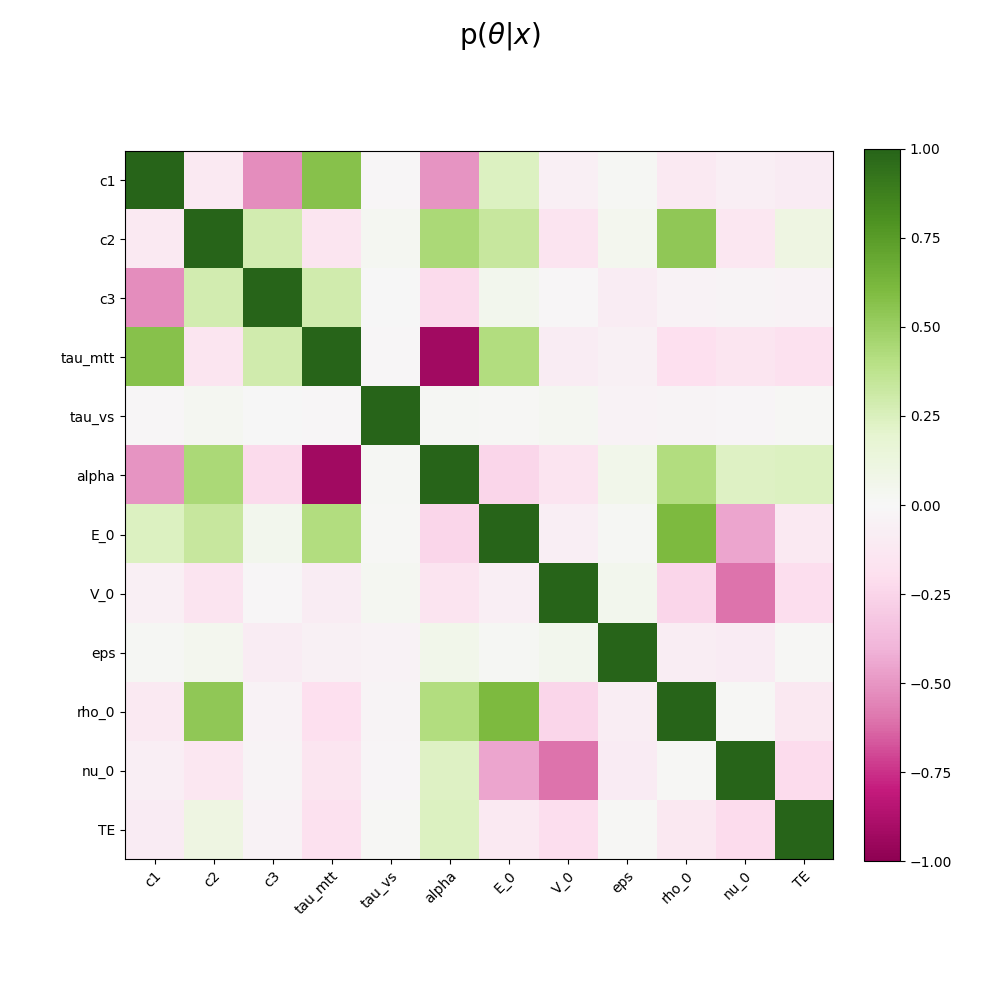 p(θ|x)
c1
c2
c3
tau_mtt
tau_vs
alpha
E_0
V_0
eps
rho_0
nu_0
TE
c1
c2
c3
tau_mtt
tau_vs
alpha
E_0
V_0
eps
rho_0
nu_0
TE
1.00
0.75
0.50
0.25
0.00
−0.25
−0.50
−0.75
−1.00